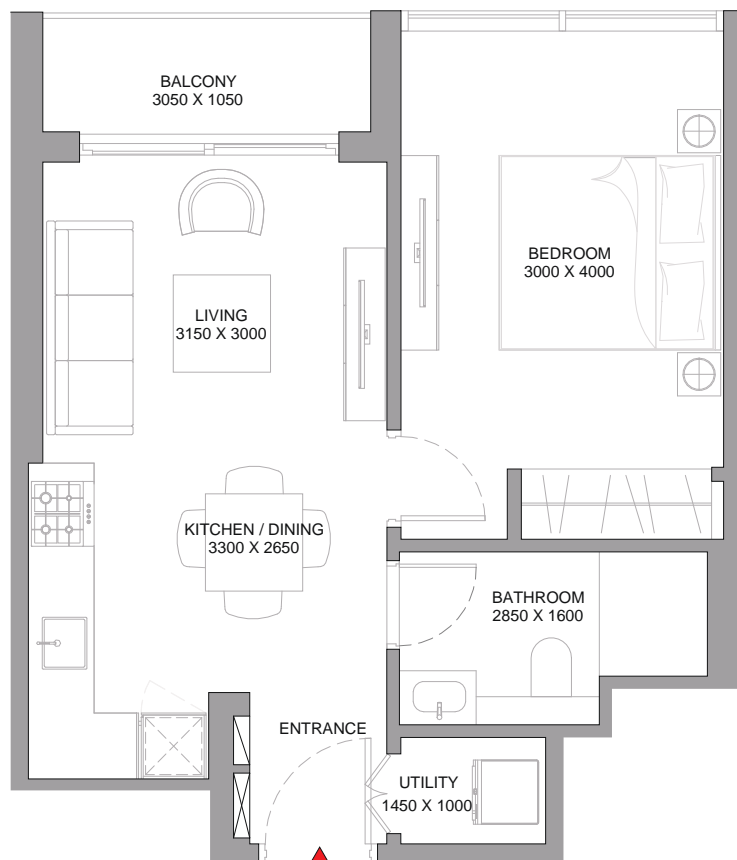 BALCONY
3050 X 1050
BEDROOM
3000 X 4000
LIVING
3150 X 3000
KITCHEN / DINING
3300 X 2650
BATHROOM
2850 X 1600
ENTRANCE
UTILITY
1450 X 1000